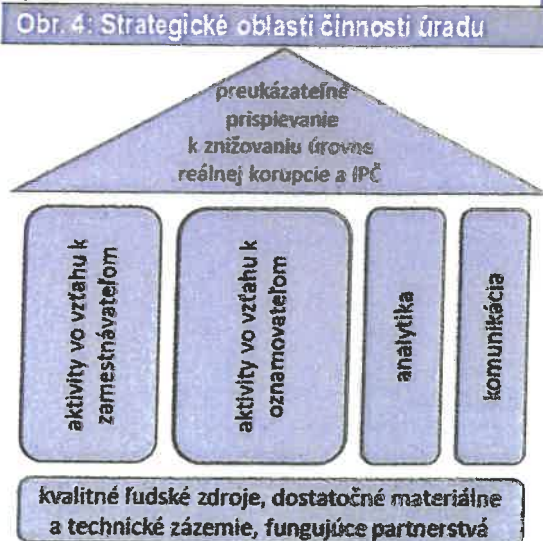 Obr. 4: Strategické oblasti činnosti úradu
preukázateľné
prispievanie
k znižovaniu úrovne
reálnej korupcie a IPČ
aktivity vo vzťahu k
zamestnávateľom
aktivity vo vzťahu k
oznamovateľom
analytika
komunikácia
kvalitné ľudské zdroje, dostatočné materiálne
a technické zázemie, fungujúce partnerstvá